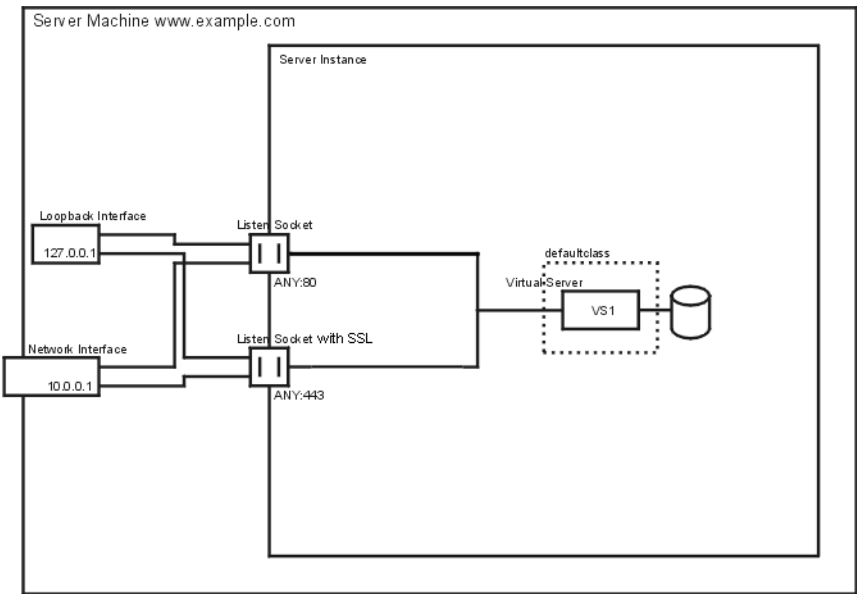 Server Machine www.example.com
Server Instance
Loopback Interface
127.0.0.1
Listen Socket
ANY:80
defaultclass
Virtual Server
VS1
Listen Socket with SSL
ANY:443
Network Interface
10.0.0.1